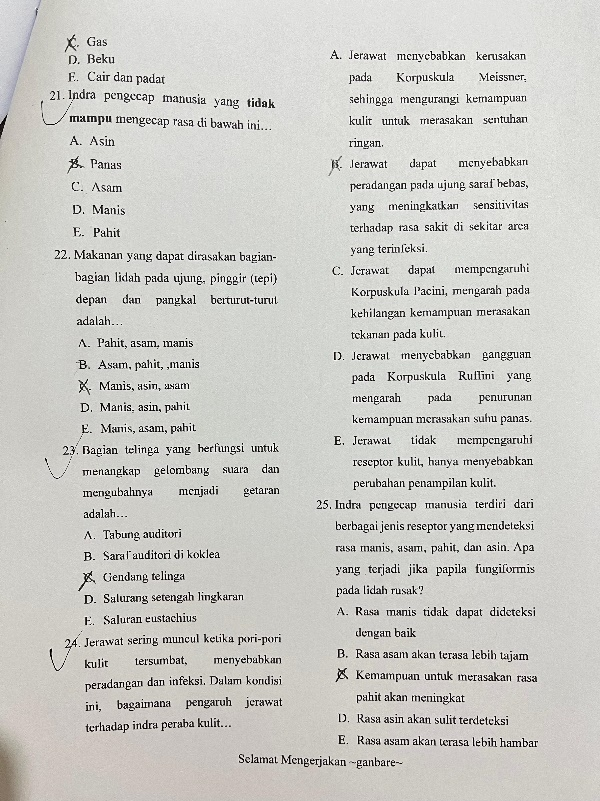 C. Gas
D. Beku
E. Cair dan padat
21. Indra pengecap manusia yang tidak
mampu mengecap rasa di bawah ini...
A. Asin
B. Panas
C. Asam
D. Manis
E. Pahit
22. Makanan yang dapat dirasakan bagian-
bagian lidah pada ujung, pinggir (tepi)
depan dan pangkal berturut-turut
adalah...
A. Pahit, asam, manis
B. Asam, pahit, ,manis
C. Manis, asin, asam
D. Manis, asin, pahit
E. Manis, asam, pahit
23. Bagian telinga yang berfungsi untuk
menangkap gelombang suara dan
mengubahnya menjadi getaran
adalah...
A. Tabung auditori
B. Saraf auditori di koklea
C. Gendang telinga
D. Salurang setengah lingkaran
E. Saluran eustachius
24. Jerawat sering muncul ketika pori-pori
kulit tersumbat, menyebabkan
peradangan dan infeksi. Dalam kondisi
ini, bagaimana pengaruh jerawat
terhadap indra peraba kulit...
A. Jerawat menyebabkan kerusakan
pada Korpuskula Meissner,
sehingga mengurangi kemampuan
kulit untuk merasakan sentuhan
ringan.
B. Jerawat dapat menyebabkan
peradangan pada ujung saraf bebas,
yang meningkatkan sensitivitas
terhadap rasa sakit di sekitar area
yang terinfeksi.
C. Jerawat dapat mempengaruhi
Korpuskula Pacini, mengarah pada
kehilangan kemampuan merasakan
tekanan pada kulit.
D. Jerawat menyebabkan gangguan
pada Korpuskula Ruffini yang
mengarah pada penurunan
kemampuan merasakan suhu panas.
E. Jerawat tidak mempengaruhi
reseptor kulit, hanya menyebabkan
perubahan penampilan kulit.
25. Indra pengecap manusia terdiri dari
berbagai jenis reseptor yang mendeteksi
rasa manis, asam, pahit, dan asin. Apa
yang terjadi jika papila fungiformis
pada lidah rusak?
A. Rasa manis tidak dapat dideteksi
dengan baik
B. Rasa asam akan terasa lebih tajam
C. Kemampuan untuk merasakan rasa
pahit akan meningkat
D. Rasa asin akan sulit terdeteksi
E. Rasa asam akan terasa lebih hambar
Selamat Mengerjakan ~ganbare~